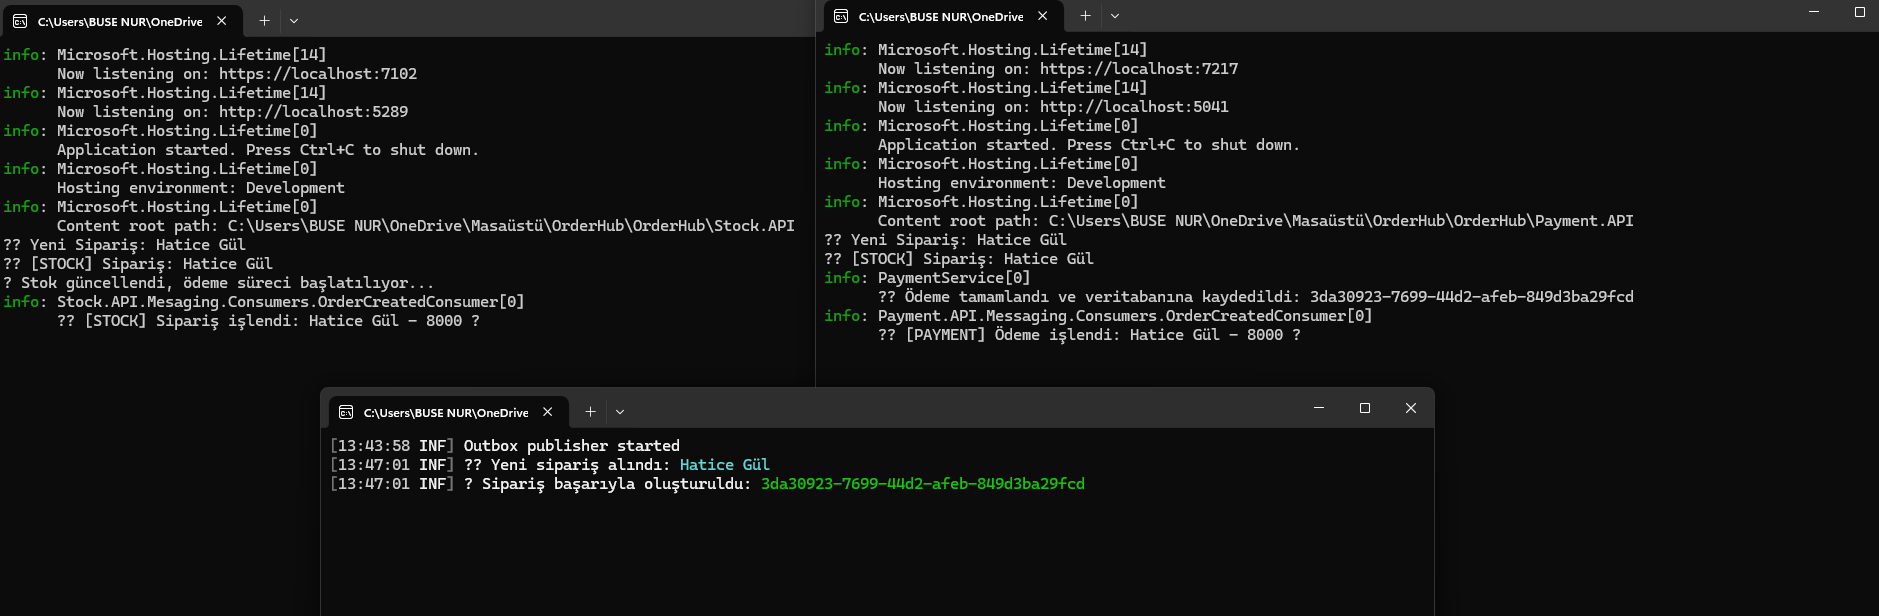 C:\Users\BUSE NUR\OneDrive
info: Microsoft.Hosting.Lifetime[14]
Now listening on: https://localhost:7102
info: Microsoft.Hosting.Lifetime[14]
Now listening on: http://localhost:5289
info: Microsoft.Hosting.Lifetime[0]
Application started. Press Ctrl+C to shut down.
info: Microsoft.Hosting.Lifetime[0]
Hosting environment: Development
info: Microsoft.Hosting.Lifetime[0]
Content root path: C:\Users\BUSE NUR\OneDrive\Masaüstü\OrderHub\OrderHub\Stock.API
?? Yeni Sipariş: Hatice Gül
?? [STOCK] Sipariş: Hatice Gül
? Stok güncellendi, ödeme süreci başlatılıyor...
info: Stock.API.Mesaging.Consumers.OrderCreatedConsumer[0]
?? [STOCK] Sipariş işlendi: Hatice Gül - 8000 ?
C:\Users\BUSE NUR\OneDrive
info: Microsoft.Hosting.Lifetime[14]
Now listening on: https://localhost:7217
info: Microsoft.Hosting.Lifetime[14]
Now listening on: http://localhost:5041
info: Microsoft.Hosting.Lifetime[0]
Application started. Press Ctrl+C to shut down.
info: Microsoft.Hosting.Lifetime[0]
Hosting environment: Development
info: Microsoft.Hosting.Lifetime[0]
Content root path: C:\Users\BUSE NUR\OneDrive\Masaüstü\OrderHub\OrderHub\Payment.API
?? Yeni Sipariş: Hatice Gül
?? [STOCK] Sipariş: Hatice Gül
info: PaymentService[0]
?? Ödeme tamamlandı ve veritabanına kaydedildi: 3da30923-7699-44d2-afeb-849d3ba29fcd
info: Payment.API.Messaging.Consumers.OrderCreatedConsumer[0]
?? [PAYMENT] Ödeme işlendi: Hatice Gül - 8000 ?
C:\Users\BUSE NUR\OneDrive
[13:43:58 INF] Outbox publisher started
[13:47:01 INF] ?? Yeni sipariş alındı: Hatice Gül
[13:47:01 INF] ? Sipariş başarıyla oluşturuldu: 3da30923-7699-44d2-afeb-849d3ba29fcd